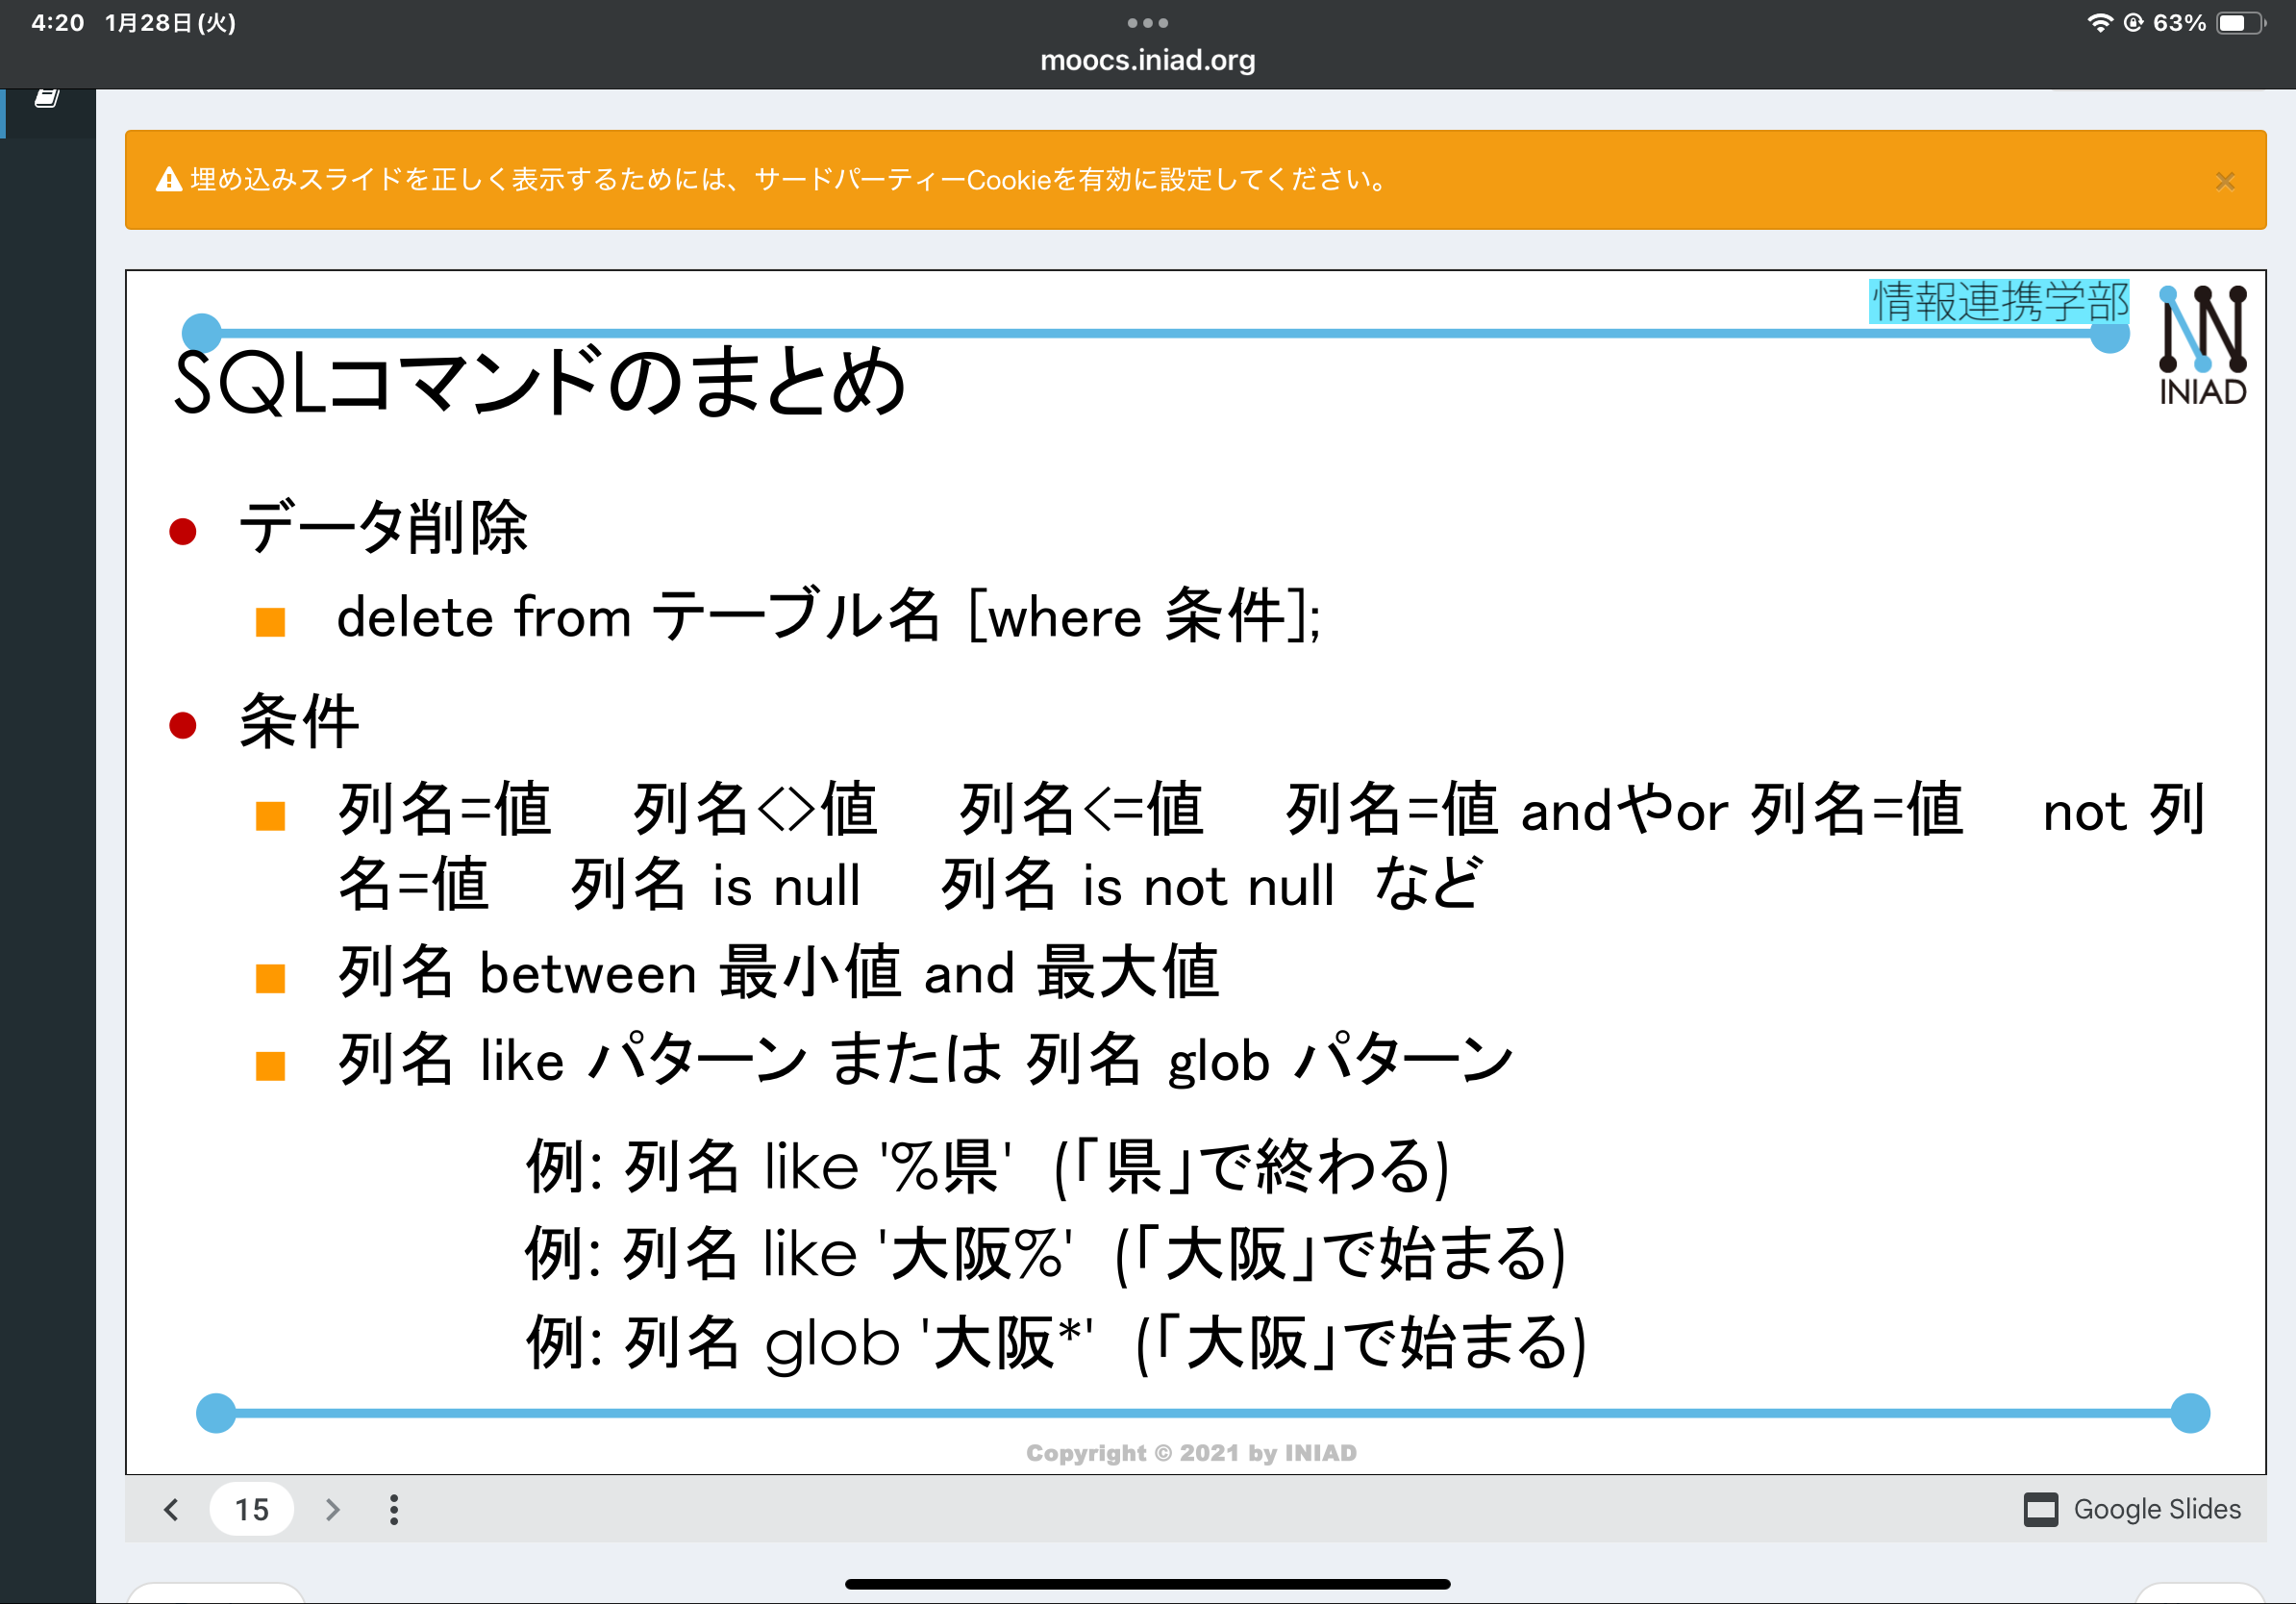 4:20 1月28日(火)
63%
moocs.iniad.org
埋め込みスライドを正しく表示するためには、サードパーティーCookieを有効に設定してください。
×
情報連携学部
INIAD
SQLコマンドのまとめ
● データ削除
■ delete from テーブル名 [where 条件];
● 条件
■ 列名=値 列名<>値 列名<=値 列名=値 andやor 列名=値 not 列
名=値 列名 is null 列名 is not null など
■ 列名 between 最小値 and 最大値
■ 列名 like パターン または 列名 glob パターン
例: 列名 like '%県' (「県」で終わる)
例: 列名 like '大阪%' (「大阪」で始まる)
例: 列名 glob '大阪*' (「大阪」で始まる)
Copyright © 2021 by INIAD
15
Google Slides